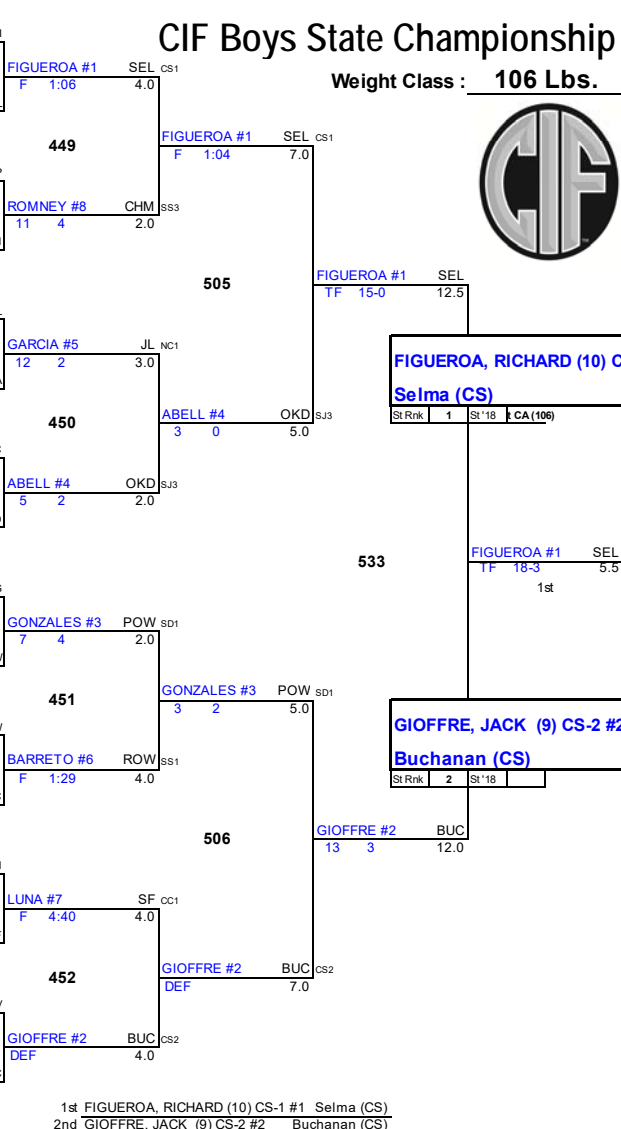 CIF Boys State Championship
Weight Class : 106 Lbs.
CIF
FIGUEROA #1 SEL CS1
F 1:06 4.0
449
FIGUEROA #1 SEL CS1
F 1:04 7.0
ROMNEY #8 CHM SS3
11 4 2.0
505
FIGUEROA #1 SEL
TF 15-0 12.5
GARCIA #5 JL NC1
12 2 3.0
FIGUEROA, RICHARD (10) C
Selma (CS)
St Rnk 1 St '18 t CA (106)
450
ABELL #4 OKD SJ3
3 0 5.0
ABELL #4 OKD SJ3
5 2 2.0
533
FIGUEROA #1 SEL
TF 18-3 5.5
1st
GONZALES #3 POW SD1
7 4 2.0
451
GONZALES #3 POW SD1
3 2 5.0
BARRETO #6 ROW SS1
F 1:29 4.0
GIOFFRE, JACK (9) CS-2 #2
Buchanan (CS)
St Rnk 2 St '18
506
GIOFFRE #2 BUC
13 3 12.0
LUNA #7 SF CC1
F 4:40 4.0
452
GIOFFRE #2 BUC CS2
DEF 7.0
GIOFFRE #2 BUC CS2
DEF 4.0
1st FIGUEROA, RICHARD (10) CS-1 #1 Selma (CS)
2nd GIOFFRE, JACK (9) CS-2 #2 Buchanan (CS)